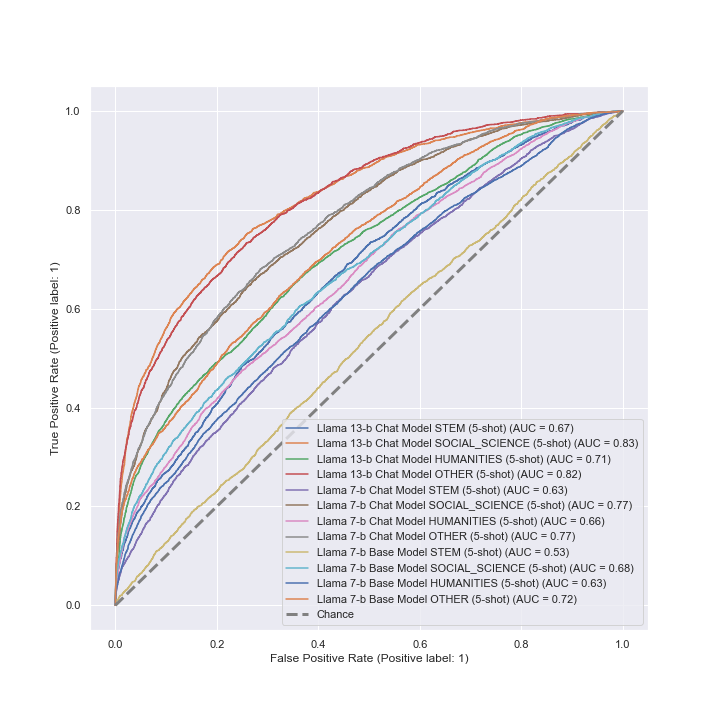 1.0
0.8
0.6
0.4
0.2
0.0
True Positive Rate (Positive label: 1)
Llama 13-b Chat Model STEM (5-shot) (AUC = 0.67)
Llama 13-b Chat Model SOCIAL_SCIENCE (5-shot) (AUC = 0.83)
Llama 13-b Chat Model HUMANITIES (5-shot) (AUC = 0.71)
Llama 13-b Chat Model OTHER (5-shot) (AUC = 0.82)
Llama 7-b Chat Model STEM (5-shot) (AUC = 0.63)
Llama 7-b Chat Model SOCIAL_SCIENCE (5-shot) (AUC = 0.77)
Llama 7-b Chat Model HUMANITIES (5-shot) (AUC = 0.66)
Llama 7-b Chat Model OTHER (5-shot) (AUC = 0.77)
Llama 7-b Base Model STEM (5-shot) (AUC = 0.53)
Llama 7-b Base Model SOCIAL_SCIENCE (5-shot) (AUC = 0.68)
Llama 7-b Base Model HUMANITIES (5-shot) (AUC = 0.63)
Llama 7-b Base Model OTHER (5-shot) (AUC = 0.72)
Chance
0.0 0.2 0.4 0.6 0.8 1.0
False Positive Rate (Positive label: 1)